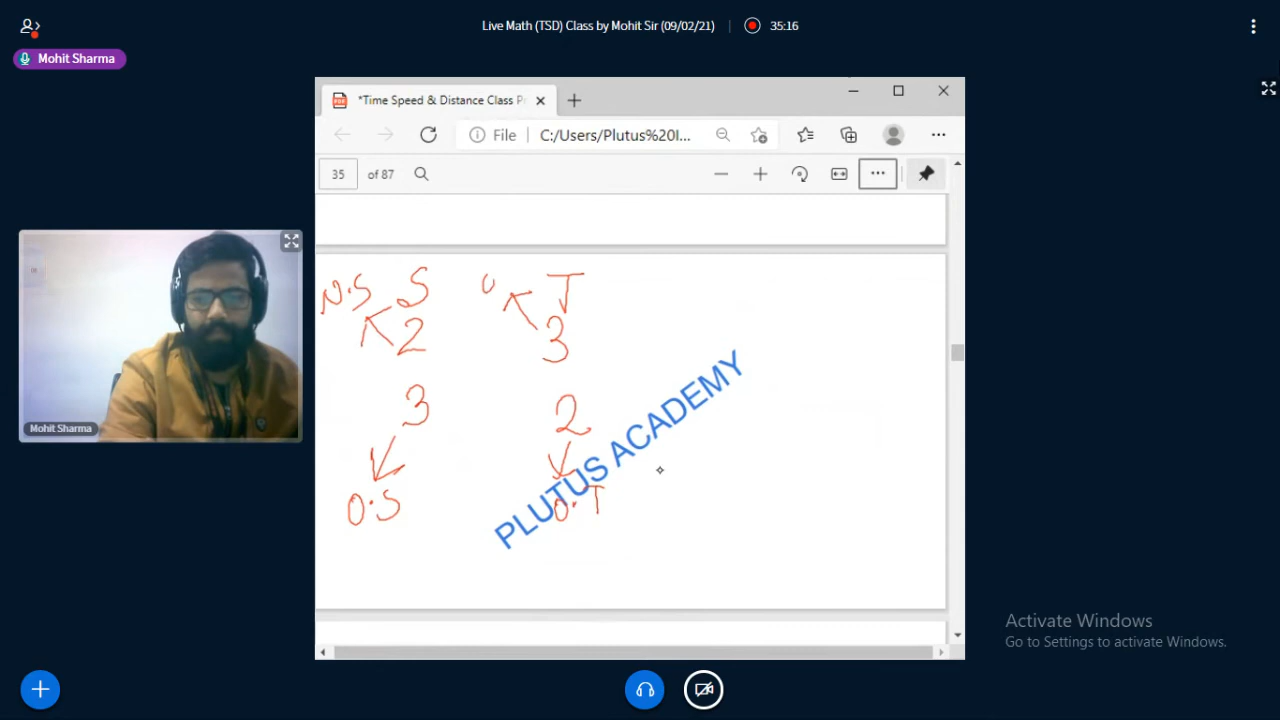 Live Math (TSD) Class by Mohit Sir (09/02/21)
35:16
Mohit Sharma
*Time Speed & Distance Class P
File
C:/Users/Plutus%20I...
35 of 87
N.S S T
2 3
3 2
O.S O.T
PLUTUS ACADEMY
Mohit Sharma
Activate Windows
Go to Settings to activate Windows.